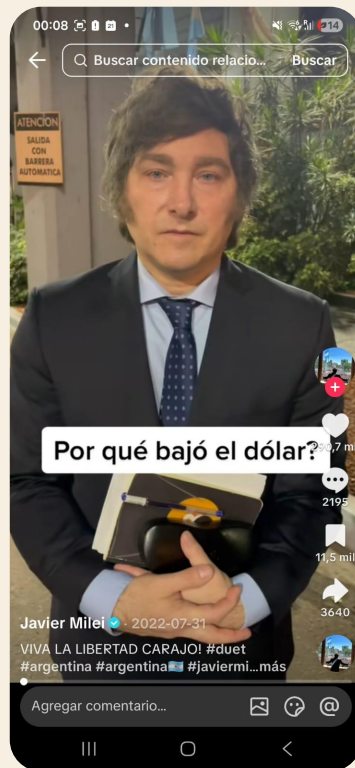 00:08
14
Buscar contenido relacio... Buscar
ATENCION
SALIDA
CON
BARRERA
AUTOMATICA
Por qué bajó el dólar?
2195
11,5 mil
3640
Javier Milei · 2022-07-31
VIVA LA LIBERTAD CARAJO! #duet
#argentina #argentina🇦🇷 #javiermi...más
Agregar comentario...